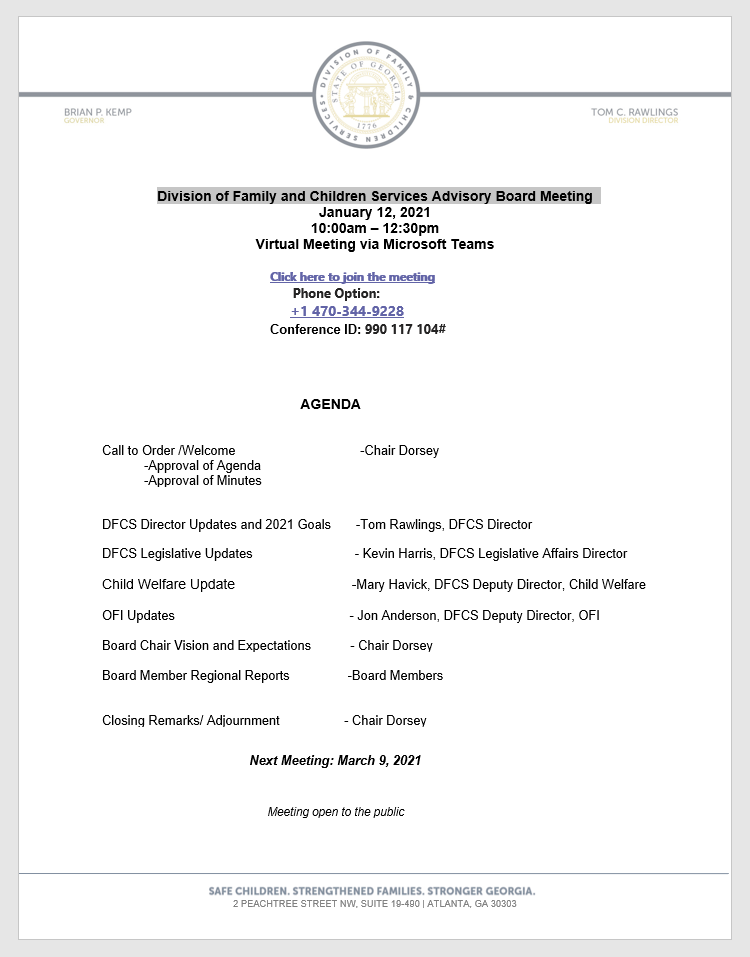 DIVISION OF FAMILY & CHILDREN SERVICES
STATE OF GEORGIA
1776
BRIAN P. KEMP
GOVERNOR
TOM C. RAWLINGS
DIVISION DIRECTOR
Division of Family and Children Services Advisory Board Meeting
January 12, 2021
10:00am – 12:30pm
Virtual Meeting via Microsoft Teams
Click here to join the meeting
Phone Option:
+1 470-344-9228
Conference ID: 990 117 104#
AGENDA
Call to Order /Welcome -Chair Dorsey
-Approval of Agenda
-Approval of Minutes
DFCS Director Updates and 2021 Goals -Tom Rawlings, DFCS Director
DFCS Legislative Updates - Kevin Harris, DFCS Legislative Affairs Director
Child Welfare Update -Mary Havick, DFCS Deputy Director, Child Welfare
OFI Updates - Jon Anderson, DFCS Deputy Director, OFI
Board Chair Vision and Expectations - Chair Dorsey
Board Member Regional Reports -Board Members
Closing Remarks/ Adjournment - Chair Dorsey
Next Meeting: March 9, 2021
Meeting open to the public
SAFE CHILDREN. STRENGTHENED FAMILIES. STRONGER GEORGIA.
2 PEACHTREE STREET NW, SUITE 19-490 | ATLANTA, GA 30303